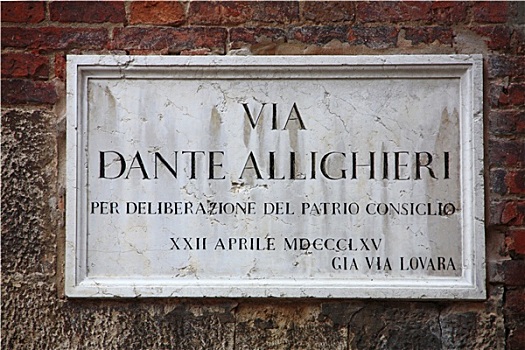 VIA
DANTE ALLIGHIERI
PER DELIBERAZIONE DEL PATRIO CONSIGLIO
XXII APRILE MDCCCLXV
GIA VIA LOVARA